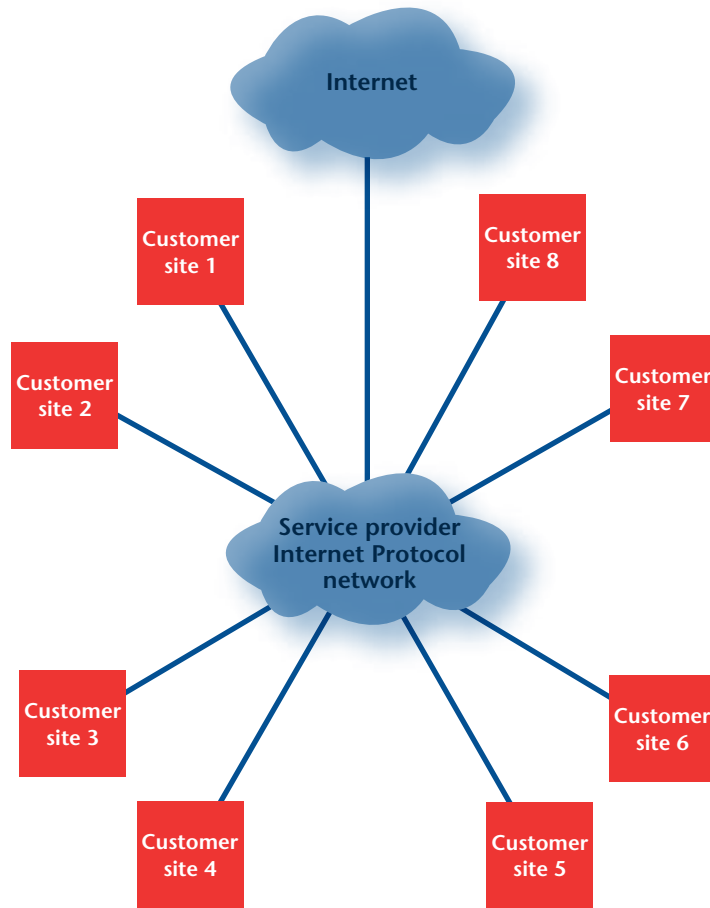 Internet
Customer
site 1
Customer
site 8
Customer
site 2
Customer
site 7
Service provider
Internet Protocol
network
Customer
site 3
Customer
site 6
Customer
site 4
Customer
site 5